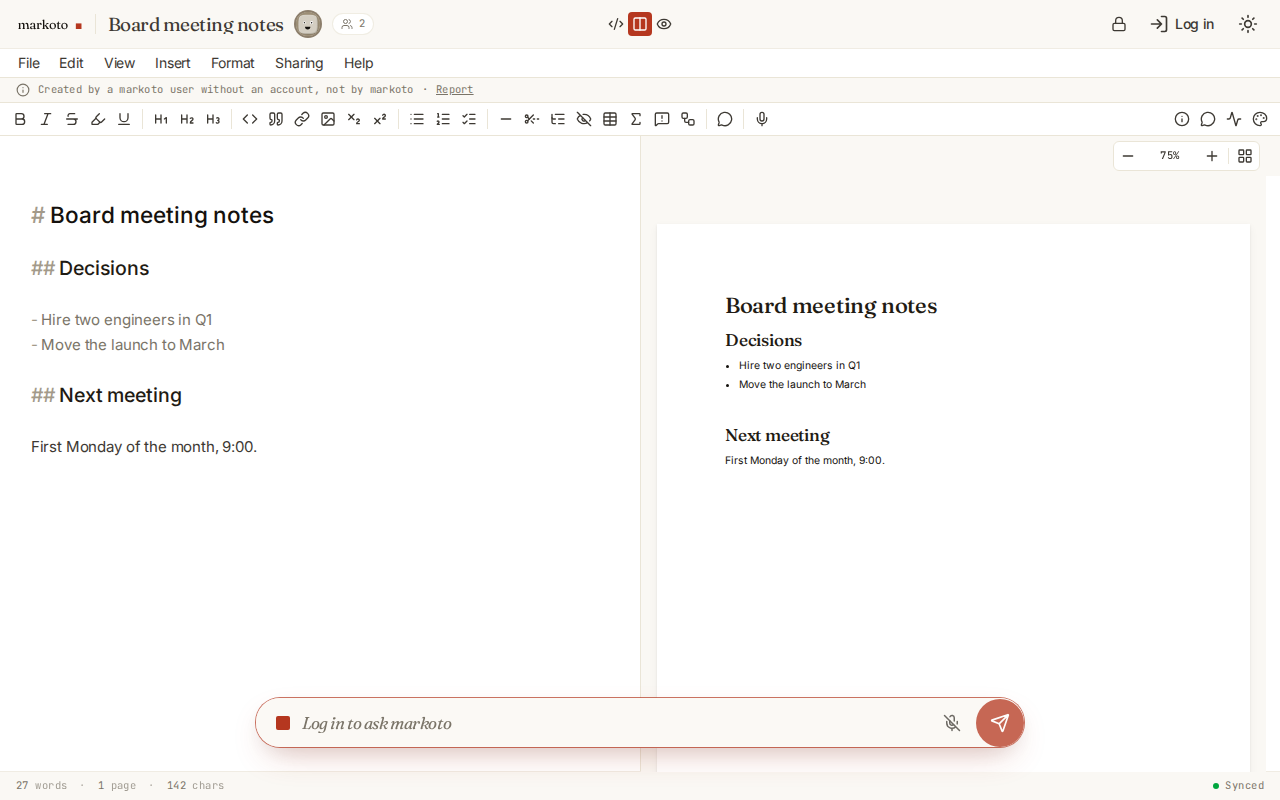 markoto
Board meeting notes
2
Log in
File Edit View Insert Format Sharing Help
Created by a markoto user without an account, not by markoto · Report
B I S U H1 H2 H3 x2 x2
75%
# Board meeting notes
## Decisions
- Hire two engineers in Q1
- Move the launch to March
## Next meeting
First Monday of the month, 9:00.
Board meeting notes
Decisions
• Hire two engineers in Q1
• Move the launch to March
Next meeting
First Monday of the month, 9:00.
Log in to ask markoto
27 words · 1 page · 142 chars
Synced